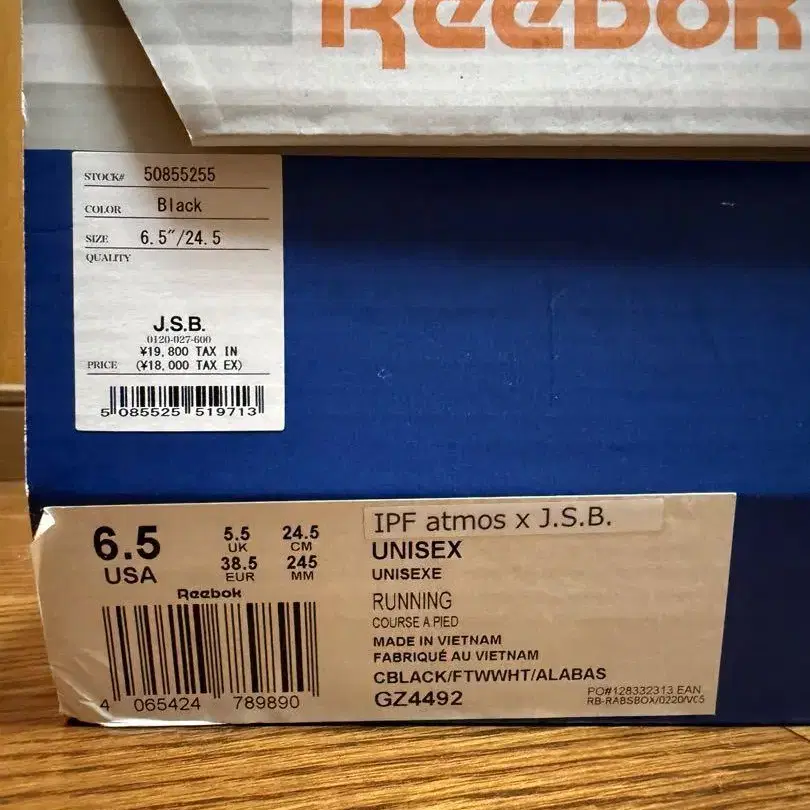 Reebok
STOCK# 50855255
COLOR Black
SIZE 6.5"/24.5
QUALITY
J.S.B.
0120-027-600
¥19,800 TAX IN
PRICE (¥18,000 TAX EX)
5 085525 519713
6.5
USA
5.5
UK
38.5
EUR
24.5
CM
245
MM
Reebok
4 065424 789890
IPF atmos x J.S.B.
UNISEX
UNISEXE
RUNNING
COURSE A PIED
MADE IN VIETNAM
FABRIQUÉ AU VIETNAM
CBLACK/FTWWHT/ALABAS
GZ4492
PO#128332313 EAN
RB-RABSBOX/0220/VC5